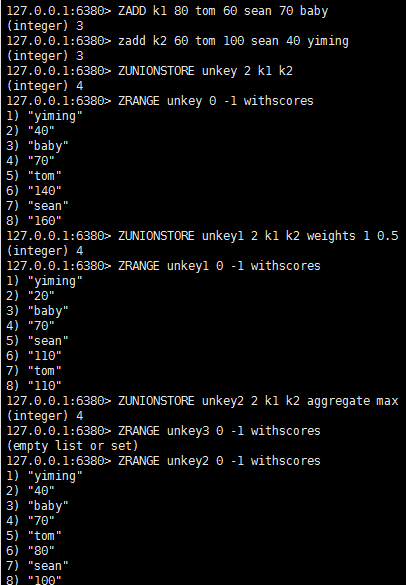 127.0.0.1:6380> ZADD k1 80 tom 60 sean 70 baby
(integer) 3
127.0.0.1:6380> zadd k2 60 tom 100 sean 40 yiming
(integer) 3
127.0.0.1:6380> ZUNIONSTORE unkey 2 k1 k2
(integer) 4
127.0.0.1:6380> ZRANGE unkey 0 -1 withscores
1) "yiming"
2) "40"
3) "baby"
4) "70"
5) "tom"
6) "140"
7) "sean"
8) "160"
127.0.0.1:6380> ZUNIONSTORE unkey1 2 k1 k2 weights 1 0.5
(integer) 4
127.0.0.1:6380> ZRANGE unkey1 0 -1 withscores
1) "yiming"
2) "20"
3) "baby"
4) "70"
5) "sean"
6) "110"
7) "tom"
8) "110"
127.0.0.1:6380> ZUNIONSTORE unkey2 2 k1 k2 aggregate max
(integer) 4
127.0.0.1:6380> ZRANGE unkey3 0 -1 withscores
(empty list or set)
127.0.0.1:6380> ZRANGE unkey2 0 -1 withscores
1) "yiming"
2) "40"
3) "baby"
4) "70"
5) "tom"
6) "80"
7) "sean"
8) "100"